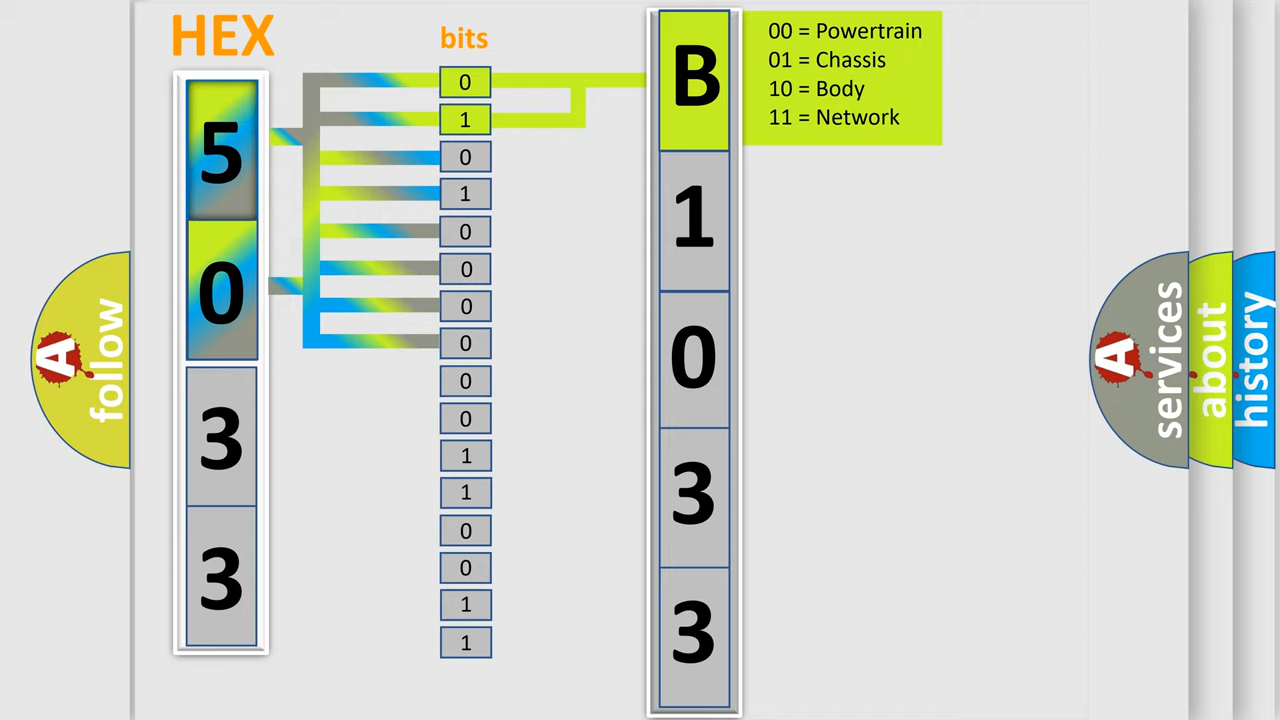 HEX
bits
5
0
3
3
0
1
0
1
0
0
0
0
0
0
1
1
0
0
1
1
B
1
0
3
3
00 = Powertrain
01 = Chassis
10 = Body
11 = Network
A
follow
A
services
about
history